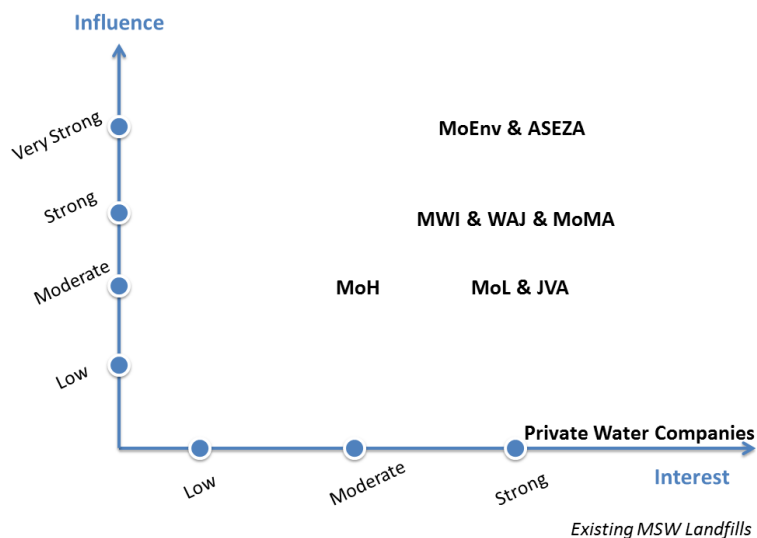 Influence
Very Strong
MoEnv & ASEZA
Strong
MWI & WAJ & MoMA
Moderate
MoH
MoL & JVA
Low
Private Water Companies
Low
Moderate
Strong
Interest
Existing MSW Landfills